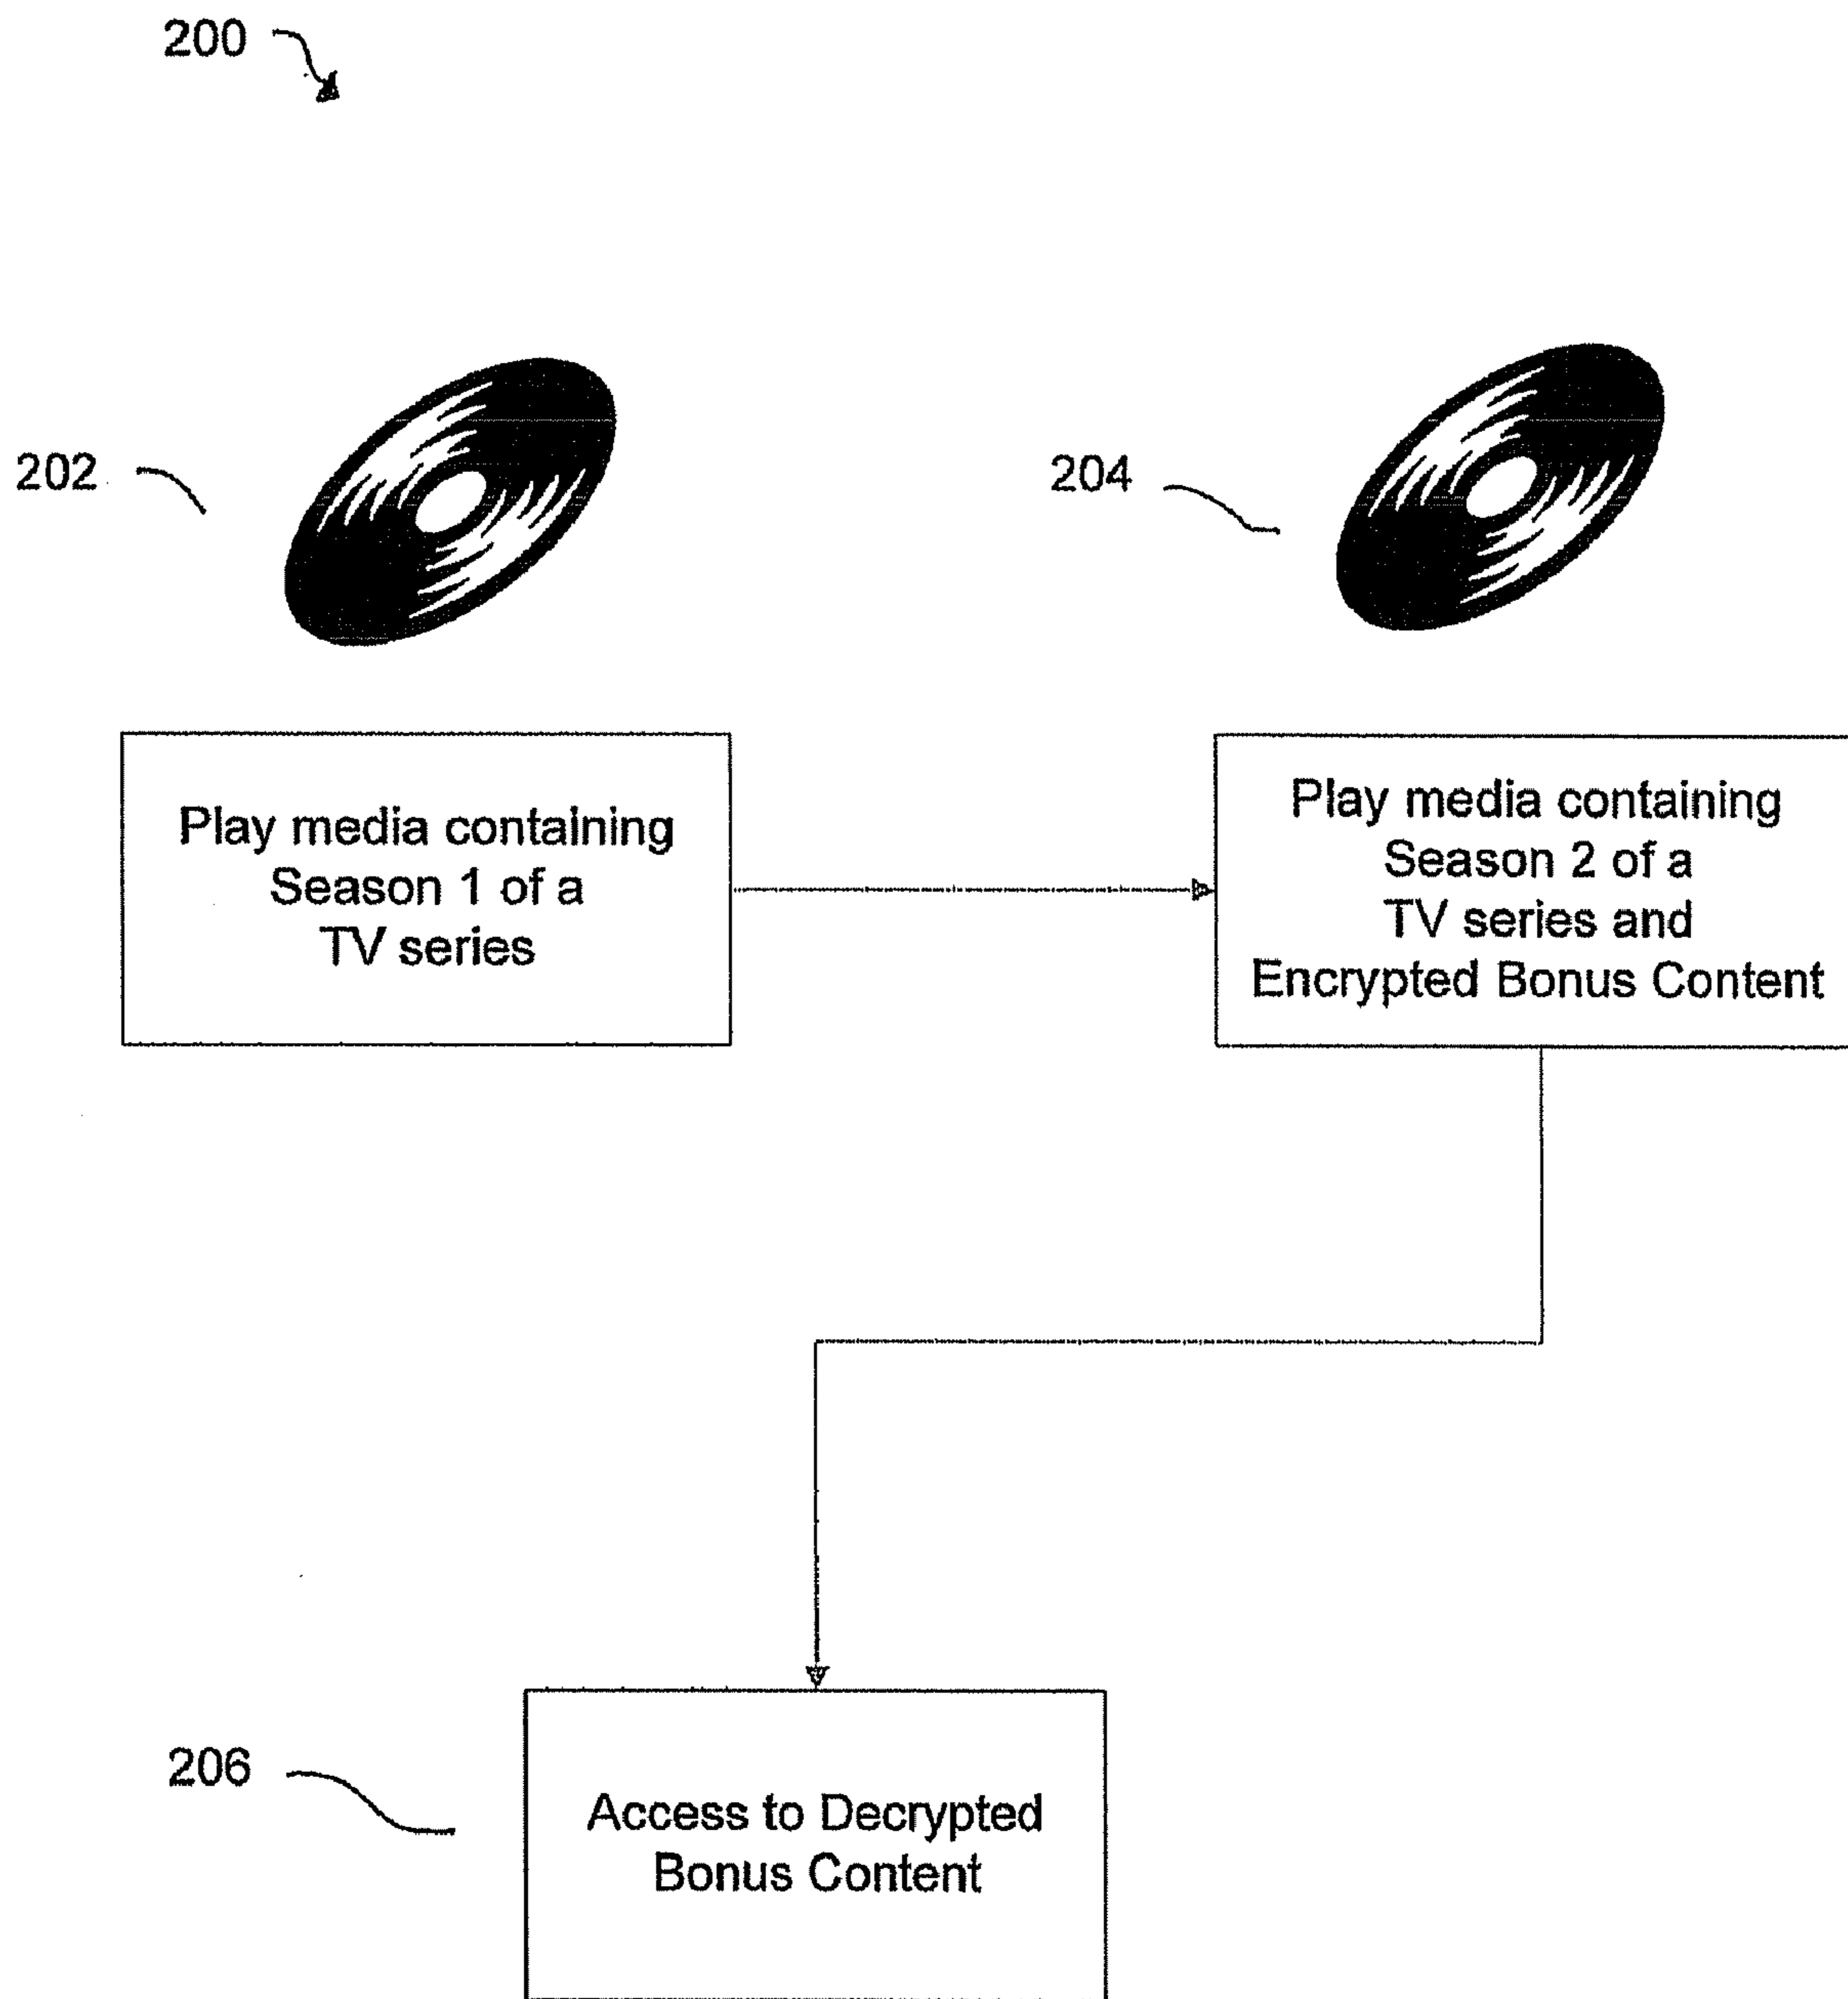 200
202
204
Play media containing
Season 1 of a
TV series
Play media containing
Season 2 of a
TV series and
Encrypted Bonus Content
206
Access to Decrypted
Bonus Content